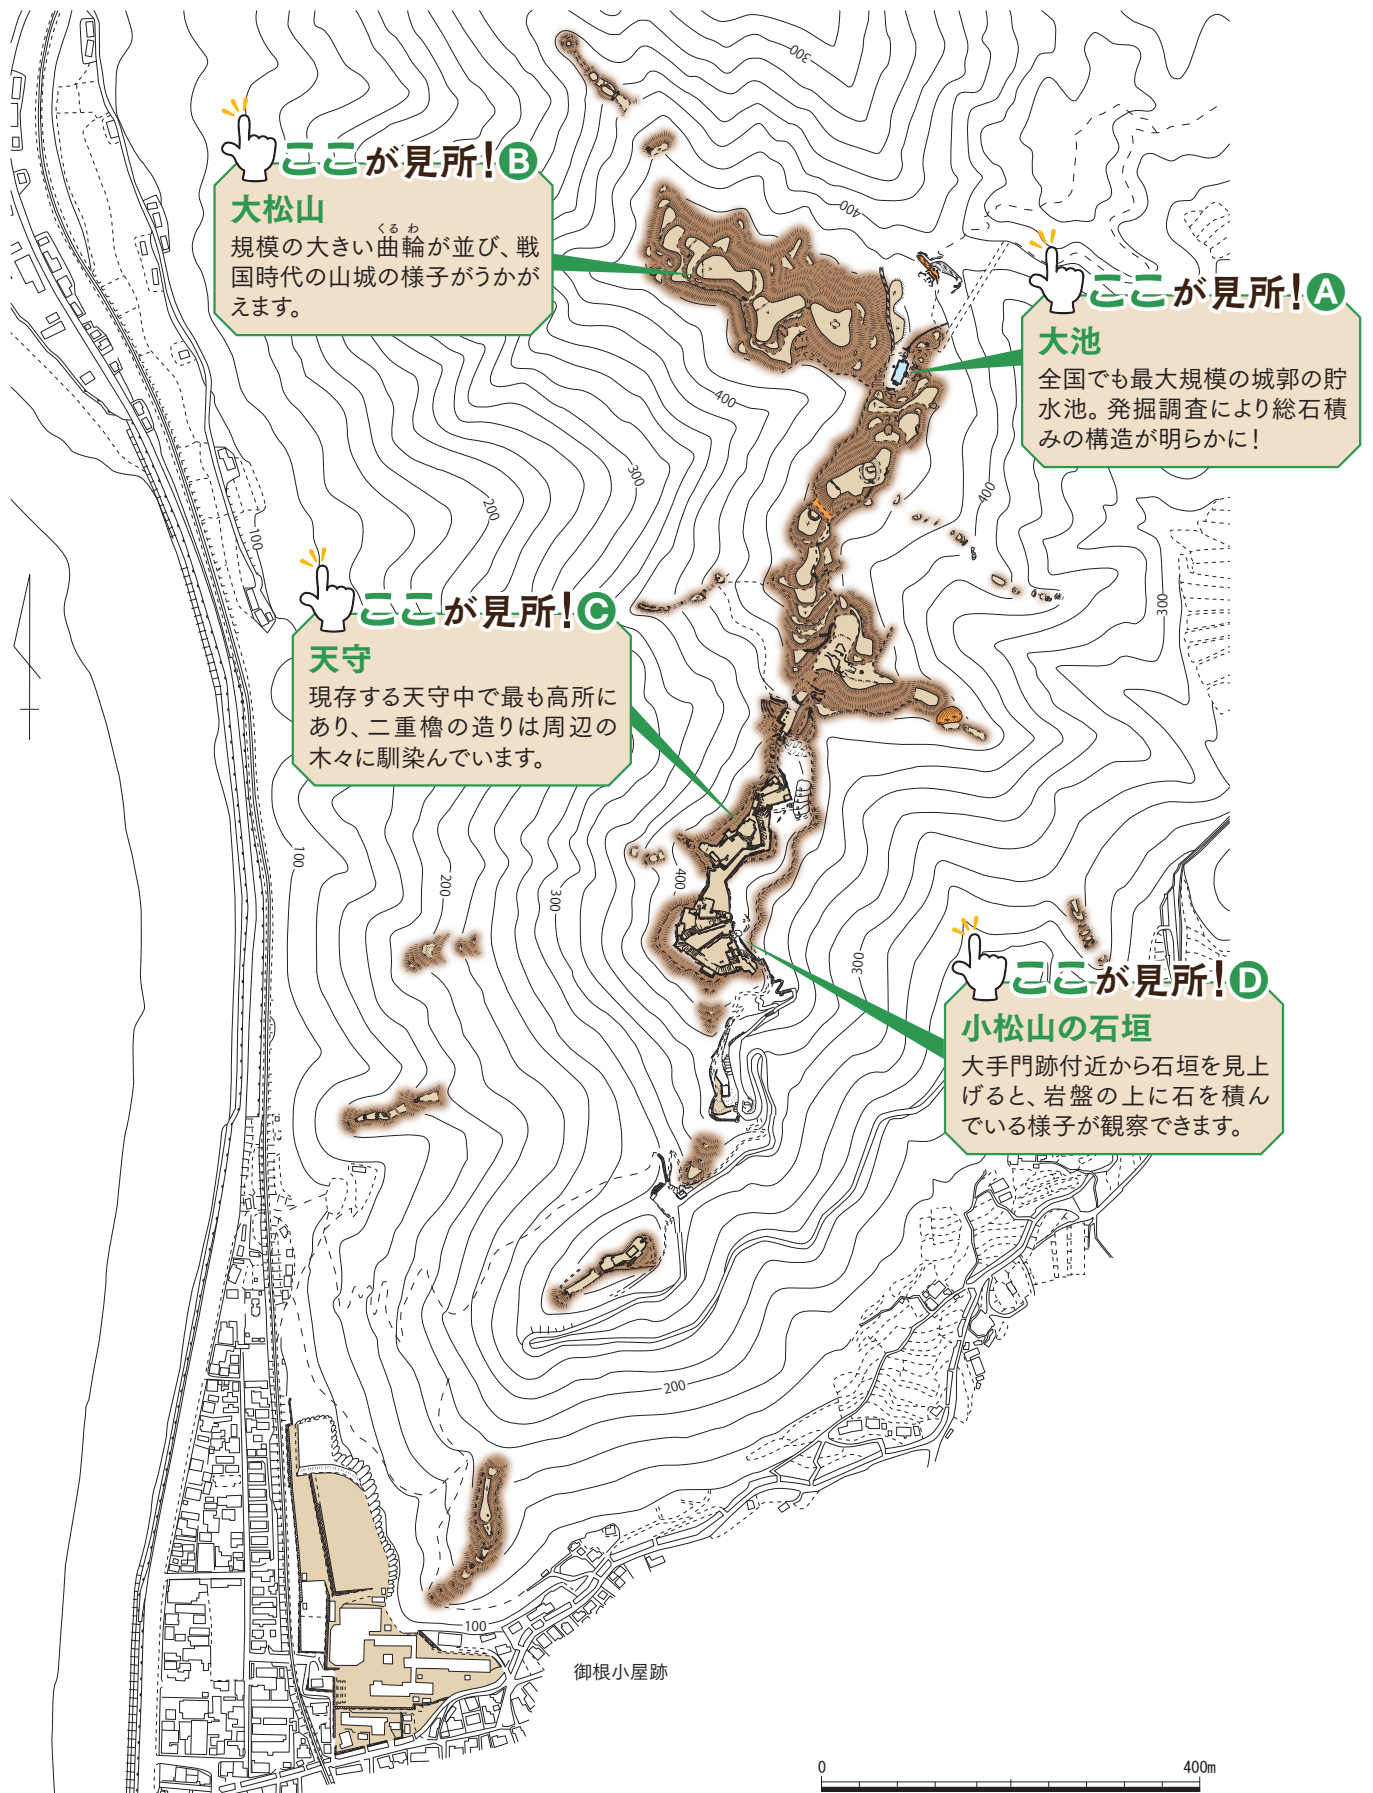 300
ここが見所!B
大松山
くるわ
規模の大きい曲輪が並び、戦
国時代の山城の様子がうかが
えます。
400
ここが見所!A
大池
全国でも最大規模の城郭の貯
水池。発掘調査により総石積
みの構造が明らかに!
400
300
200
400
100
300
ここが見所!C
天守
現存する天守中で最も高所に
あり、二重櫓の造りは周辺の
木々に馴染んでいます。
100
200
300
400
300
ここが見所!D
小松山の石垣
大手門跡付近から石垣を見上
げると、岩盤の上に石を積ん
でいる様子が観察できます。
200
100
御根小屋跡
0
400m